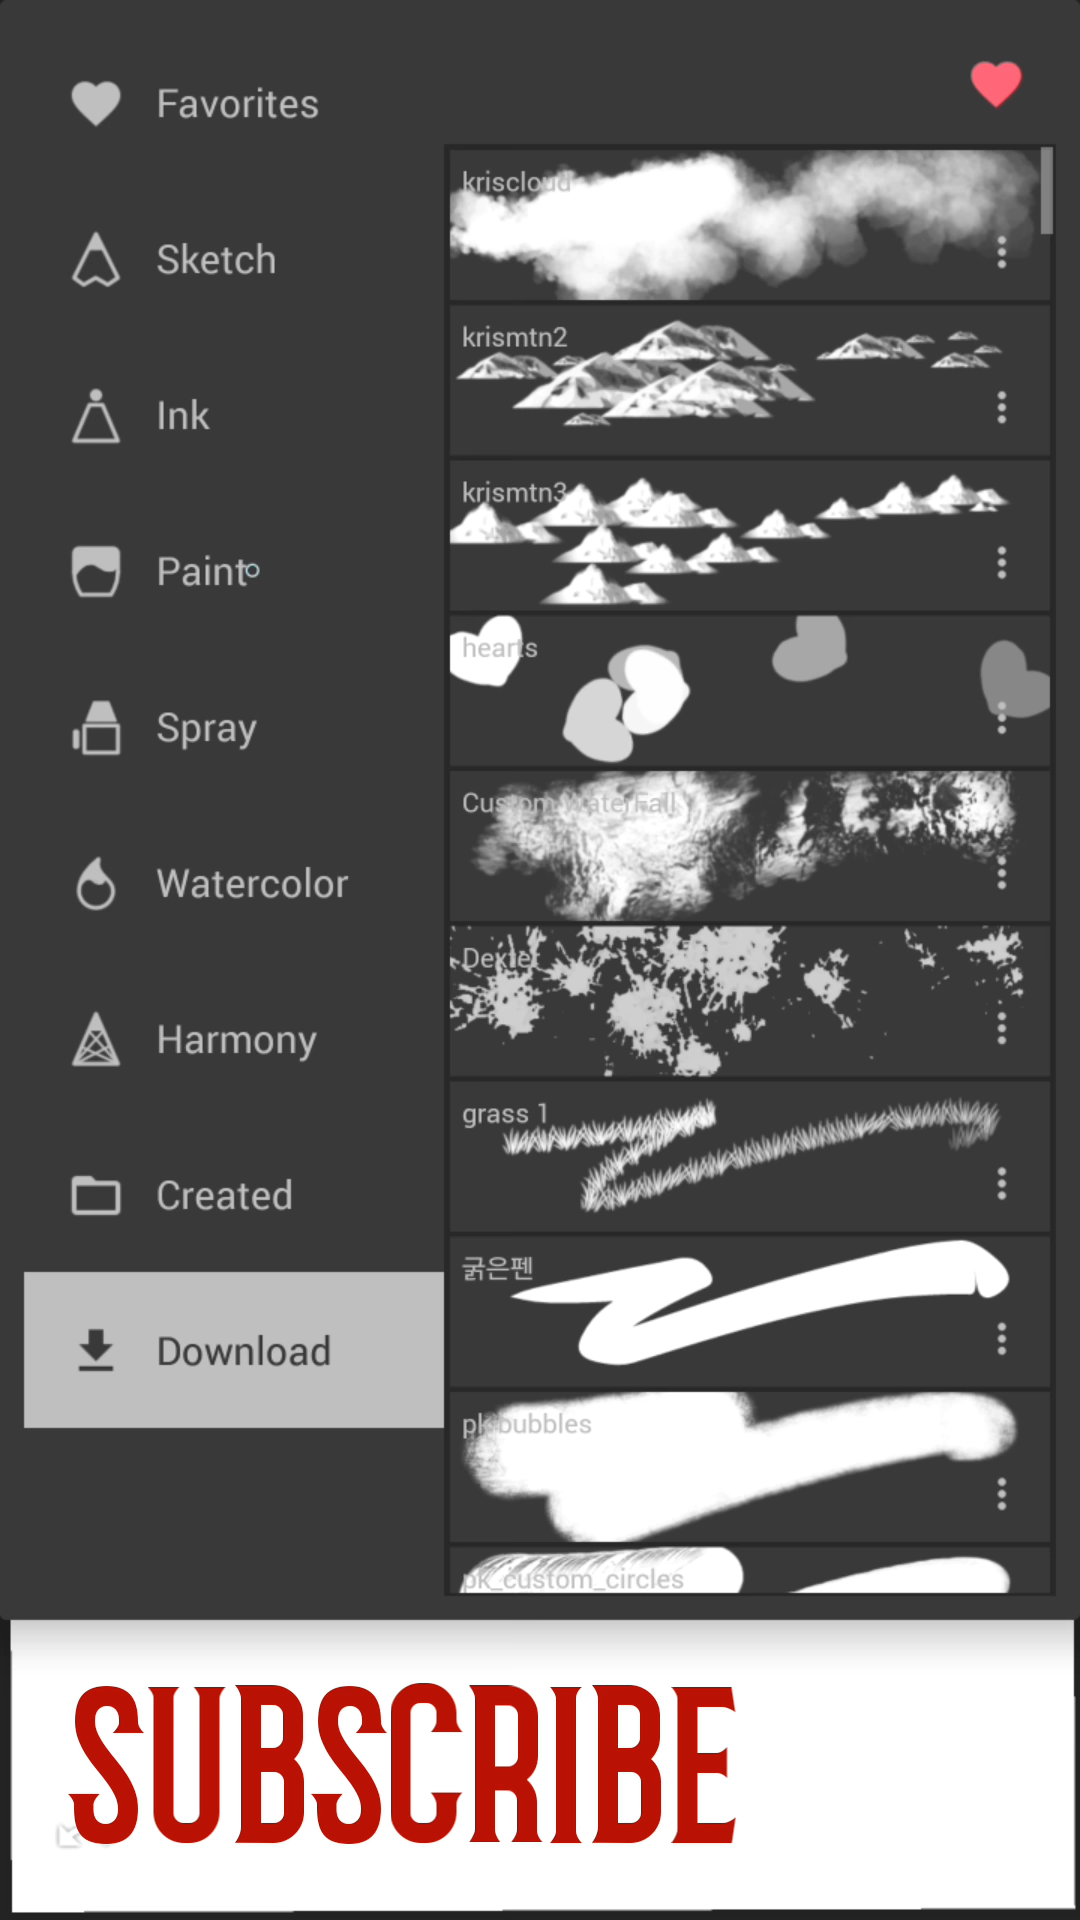 Favorites
Sketch
Ink
Paint
Spray
Watercolor
Harmony
Created
Download
kriscloud
krismtn2
krismtn3
hearts
Custom WaterFall
Dexter
grass 1
굵은펜
pk bubbles
pk_custom_circles
SUBSCRIBE